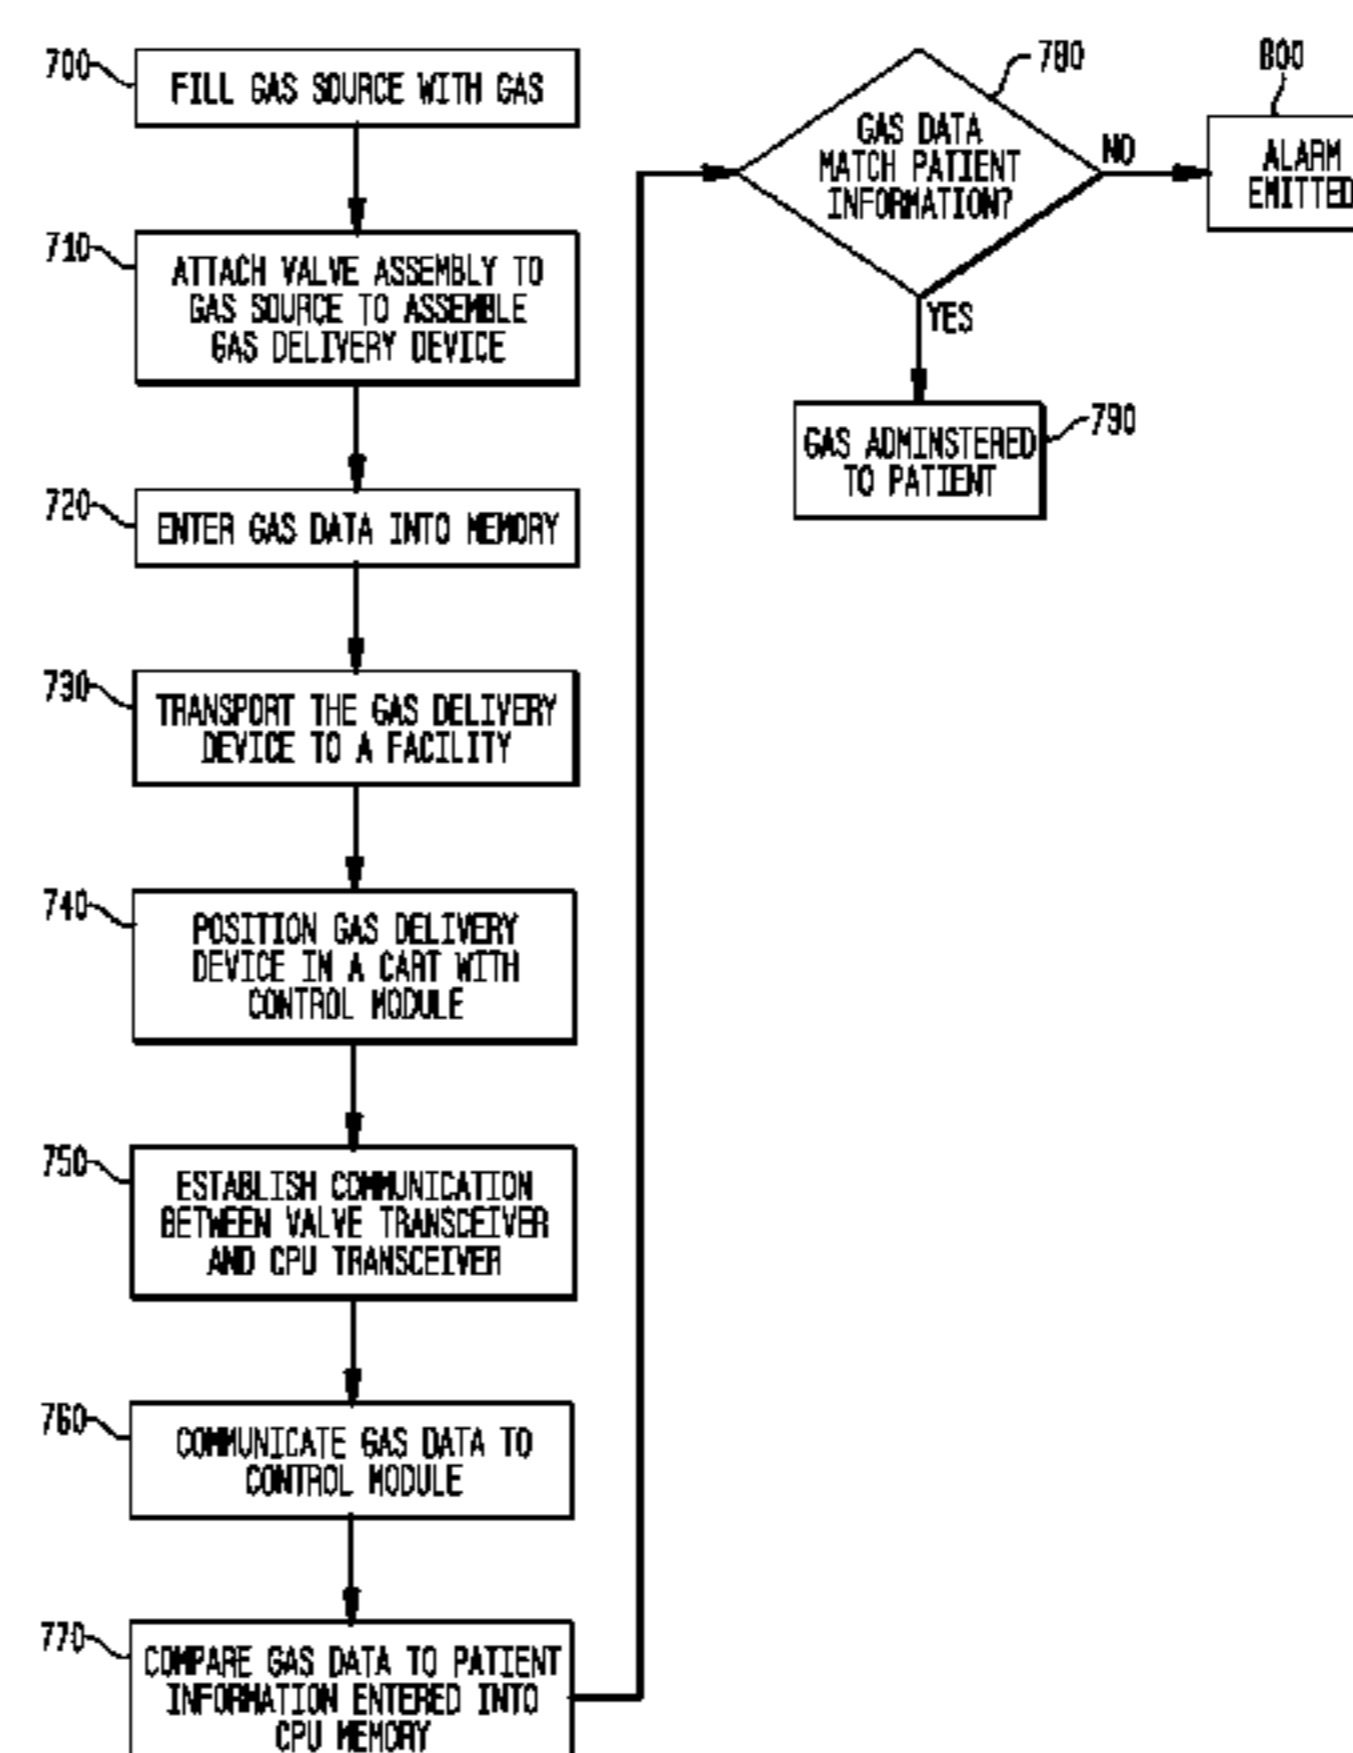 700
FILL GAS SOURCE WITH GAS
710
ATTACH VALVE ASSEMBLY TO
GAS SOURCE TO ASSEMBLE
GAS DELIVERY DEVICE
720
ENTER GAS DATA INTO MEMORY
730
TRANSPORT THE GAS DELIVERY
DEVICE TO A FACILITY
740
POSITION GAS DELIVERY
DEVICE IN A CART WITH
CONTROL MODULE
750
ESTABLISH COMMUNICATION
BETWEEN VALVE TRANSCEIVER
AND CPU TRANSCEIVER
760
COMMUNICATE GAS DATA TO
CONTROL MODULE
770
COMPARE GAS DATA TO PATIENT
INFORMATION ENTERED INTO
CPU MEMORY
780
GAS DATA
MATCH PATIENT
INFORMATION?
NO
800
ALARM
EMITTED
YES
790
GAS ADMINSTERED
TO PATIENT